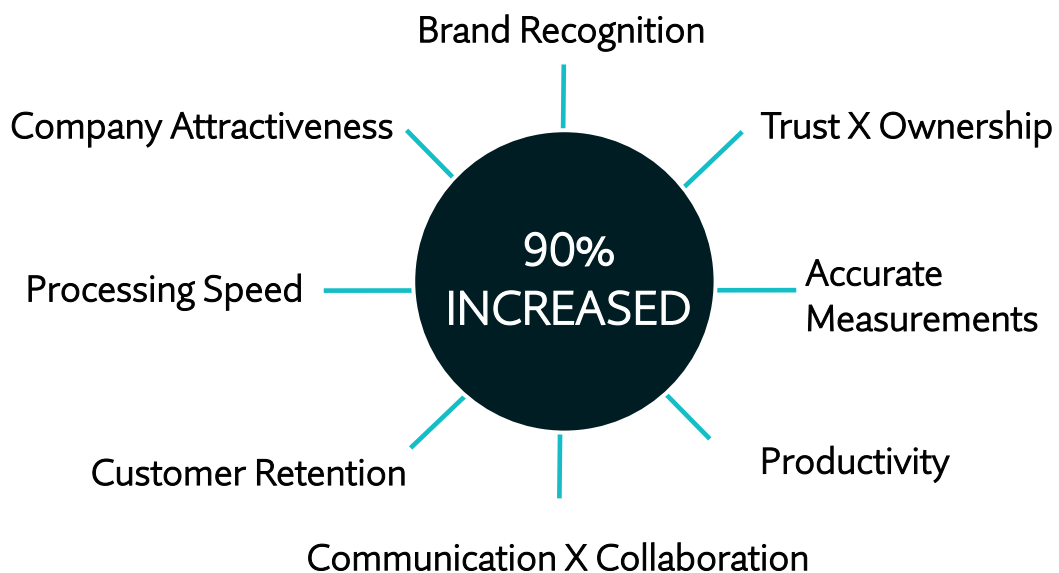 Brand Recognition
Company Attractiveness
Trust X Ownership
90%
INCREASED
Processing Speed
Accurate
Measurements
Customer Retention
Productivity
Communication X Collaboration